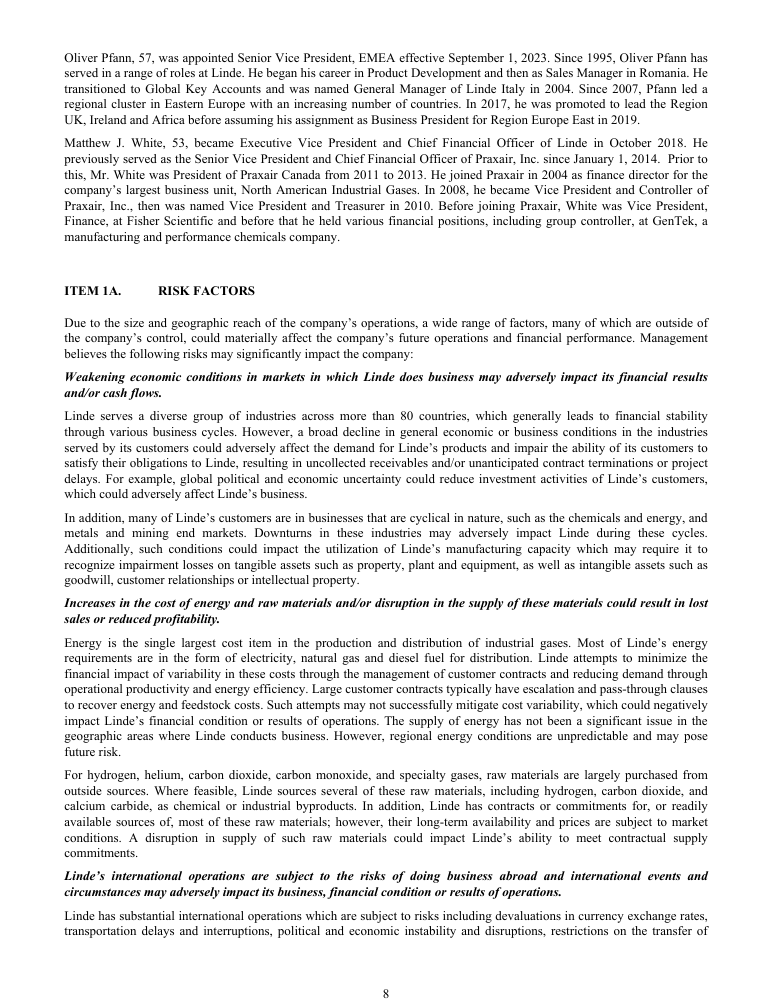 Oliver Pfann, 57, was appointed Senior Vice President, EMEA effective September 1, 2023. Since 1995, Oliver Pfann has
served in a range of roles at Linde. He began his career in Product Development and then as Sales Manager in Romania. He
transitioned to Global Key Accounts and was named General Manager of Linde Italy in 2004. Since 2007, Pfann led a
regional cluster in Eastern Europe with an increasing number of countries. In 2017, he was promoted to lead the Region
UK, Ireland and Africa before assuming his assignment as Business President for Region Europe East in 2019.
Matthew J. White, 53, became Executive Vice President and Chief Financial Officer of Linde in October 2018. He
previously served as the Senior Vice President and Chief Financial Officer of Praxair, Inc. since January 1, 2014. Prior to
this, Mr. White was President of Praxair Canada from 2011 to 2013. He joined Praxair in 2004 as finance director for the
company's largest business unit, North American Industrial Gases. In 2008, he became Vice President and Controller of
Praxair, Inc., then was named Vice President and Treasurer in 2010. Before joining Praxair, White was Vice President,
Finance, at Fisher Scientific and before that he held various financial positions, including group controller, at GenTek, a
manufacturing and performance chemicals company.
ITEM 1A. RISK FACTORS
Due to the size and geographic reach of the company's operations, a wide range of factors, many of which are outside of
the company's control, could materially affect the company's future operations and financial performance. Management
believes the following risks may significantly impact the company:
Weakening economic conditions in markets in which Linde does business may adversely impact its financial results
and/or cash flows.
Linde serves a diverse group of industries across more than 80 countries, which generally leads to financial stability
through various business cycles. However, a broad decline in general economic or business conditions in the industries
served by its customers could adversely affect the demand for Linde's products and impair the ability of its customers to
satisfy their obligations to Linde, resulting in uncollected receivables and/or unanticipated contract terminations or project
delays. For example, global political and economic uncertainty could reduce investment activities of Linde's customers,
which could adversely affect Linde's business.
In addition, many of Linde's customers are in businesses that are cyclical in nature, such as the chemicals and energy, and
metals and mining end markets. Downturns in these industries may adversely impact Linde during these cycles.
Additionally, such conditions could impact the utilization of Linde's manufacturing capacity which may require it to
recognize impairment losses on tangible assets such as property, plant and equipment, as well as intangible assets such as
goodwill, customer relationships or intellectual property.
Increases in the cost of energy and raw materials and/or disruption in the supply of these materials could result in lost
sales or reduced profitability.
Energy is the single largest cost item in the production and distribution of industrial gases. Most of Linde's energy
requirements are in the form of electricity, natural gas and diesel fuel for distribution. Linde attempts to minimize the
financial impact of variability in these costs through the management of customer contracts and reducing demand through
operational productivity and energy efficiency. Large customer contracts typically have escalation and pass-through clauses
to recover energy and feedstock costs. Such attempts may not successfully mitigate cost variability, which could negatively
impact Linde's financial condition or results of operations. The supply of energy has not been a significant issue in the
geographic areas where Linde conducts business. However, regional energy conditions are unpredictable and may pose
future risk.
For hydrogen, helium, carbon dioxide, carbon monoxide, and specialty gases, raw materials are largely purchased from
outside sources. Where feasible, Linde sources several of these raw materials, including hydrogen, carbon dioxide, and
calcium carbide, as chemical or industrial byproducts. In addition, Linde has contracts or commitments for, or readily
available sources of, most of these raw materials; however, their long-term availability and prices are subject to market
conditions. A disruption in supply of such raw materials could impact Linde's ability to meet contractual supply
commitments.
Linde's international operations are subject to the risks of doing business abroad and international events and
circumstances may adversely impact its business, financial condition or results of operations.
Linde has substantial international operations which are subject to risks including devaluations in currency exchange rates,
transportation delays and interruptions, political and economic instability and disruptions, restrictions on the transfer of
8